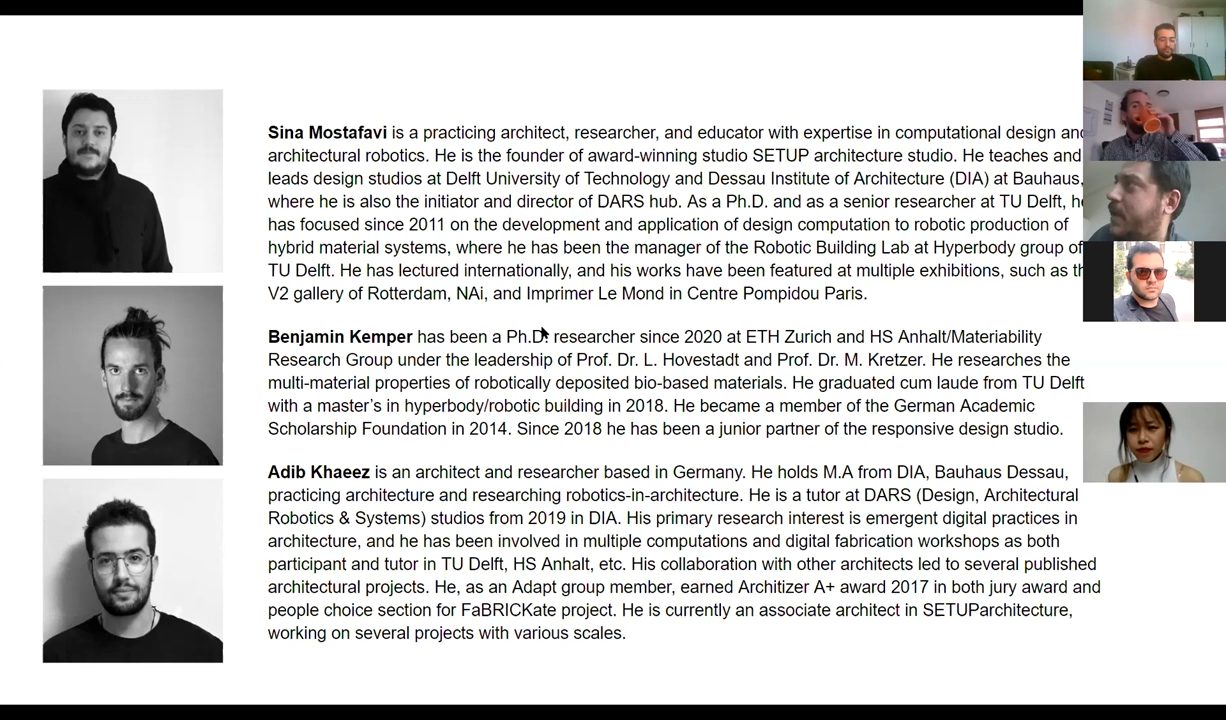 Sina Mostafavi is a practicing architect, researcher, and educator with expertise in computational design and
architectural robotics. He is the founder of award-winning studio SETUP architecture studio. He teaches and
leads design studios at Delft University of Technology and Dessau Institute of Architecture (DIA) at Bauhaus,
where he is also the initiator and director of DARS hub. As a Ph.D. and as a senior researcher at TU Delft,
has focused since 2011 on the development and application of design computation to robotic production of
hybrid material systems, where he has been the manager of the Robotic Building Lab at Hyperbody group of
TU Delft. He has lectured internationally, and his works have been featured at multiple exhibitions, such as
V2 gallery of Rotterdam, NAi, and Imprimer Le Mond in Centre Pompidou Paris.
Benjamin Kemper has been a Ph.D. researcher since 2020 at ETH Zurich and HS Anhalt/Materiability
Research Group under the leadership of Prof. Dr. L. Hovestadt and Prof. Dr. M. Kretzer. He researches the
multi-material properties of robotically deposited bio-based materials. He graduated cum laude from TU Delft
with a master's in hyperbody/robotic building in 2018. He became a member of the German Academic
Scholarship Foundation in 2014. Since 2018 he has been a junior partner of the responsive design studio.
Adib Khaeez is an architect and researcher based in Germany. He holds M.A from DIA, Bauhaus Dessau,
practicing architecture and researching robotics-in-architecture. He is a tutor at DARS (Design, Architectural
Robotics & Systems) studios from 2019 in DIA. His primary research interest is emergent digital practices in
architecture, and he has been involved in multiple computations and digital fabrication workshops as both
participant and tutor in TU Delft, HS Anhalt, etc. His collaboration with other architects led to several published
architectural projects. He, as an Adapt group member, earned Architizer A+ award 2017 in both jury award and
people choice section for FaBRICKate project. He is currently an associate architect in SETUParchitecture,
working on several projects with various scales.